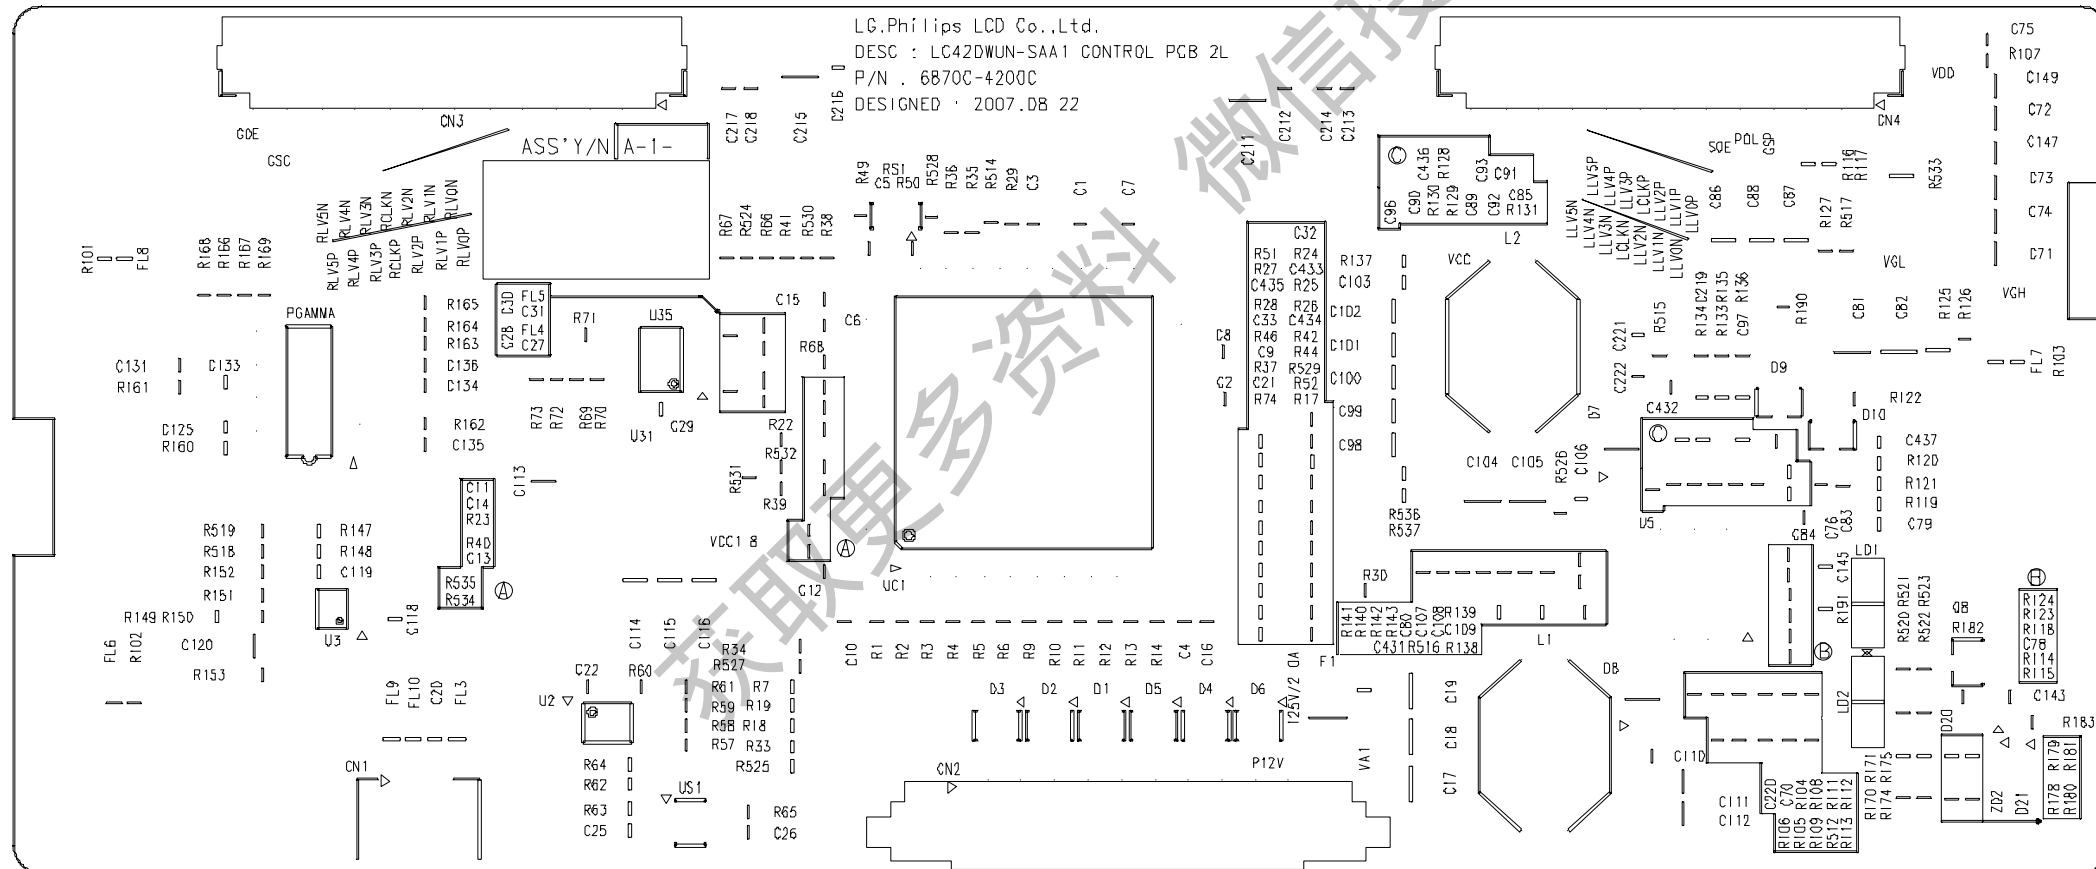 LG.Philips LCD Co.,Ltd.
DESC : LC42DWUN-SAA1 CONTROL PCB 2L
P/N . 6870C-4200C
DESIGNED : 2007.08 22
ASS'Y/N A-1-
CN3
GOE
GSC
C217
C218
C215
C216
C211
C212
C214
C213
CN4
VDD
C75
R107
C149
C72
C147
C73
C74
C71
SOE
POL
GSP
R116
R117
R533
RLV5N
RLV4N
RLV3N
RCLKN
RLV2N
RLV1N
RLV0N
RLV5P
RLV4P
RLV3P
RCLKP
RLV2P
RLV1P
RLV0P
LLV5P
LLV4P
LLV3P
LCLKP
LLV2P
LLV1P
LLV0P
LLV5N
LLV4N
LLV3N
LCLKN
LLV2N
LLV1N
LLV0N
R49
RS1
C5
R50
R528
R36
R35
R514
R29
C3
C1
C7
R67
R524
R66
R41
R530
R38
C96
C90
C436
R130
R128
R129
C89
C93
C92
C91
C85
R131
L2
C86
C88
C87
R127
R517
R101
FL8
R168
R166
R167
R169
PGAMMA
R165
R164
R163
C136
C134
R162
C135
C131
R161
C133
C125
R160
C30
FL5
C31
C28
FL4
C27
R71
U35
C15
C6
R68
R73
R72
R69
R70
U31
C29
R22
R532
R531
R39
C113
C8
C2
C32
R51 R24
R27 C433
C435 R25
R28 R26
C33 C434
R46 R42
C9 R44
R37 R529
C21 R52
R74 R17
R137
C103
C102
C101
C100
C99
C98
R536
R537
VCC
C104
C105
R526
C106
D7
VGL
VGH
R515
R134
C219
R133
R135
C97
R136
R190
C81
C82
R125
R126
C221
C222
D9
FL7
R103
R122
C432
D10
C437
R120
R121
R119
C79
U5
C84
C76
C83
C11
C14
R23
R40
C13
R535
R534
A
VCC1 8
A
C12
UC1
R519
R518
R152
R151
R149 R150
C120
R153
R147
R148
C119
U3
C118
FL6
R102
FL9
FL10
C20
FL3
CN1
C114
C115
C116
R34
R527
C22
R60
U2
R61
R59
R58
R57
R7
R19
R18
R33
R525
R64
R62
R63
C25
US1
R65
C26
C10
R1
R2
R3
R4
R5
R6
R9
R10
R11
R12
R13
R14
C4
C16
D3
D2
D1
D5
D4
D6
F1
P12V
VA1
CN2
R30
R141
R140
R142
R143
C80
C107
C108
R139
C109
C431 R516 R138
L1
C19
C18
C17
D8
C145
R191
LD1
LD2
B
R520
R521
R522
R523
Q8
R182
H
R124
R123
R118
C78
R114
R115
C143
R183
D20
ZD2
D21
R179
R181
R178
R180
C110
C111
C112
C220
C70
R104
R108
R111
R112
R106
R105
R109
R512
R113
R171
R175
R170
R174
获取更多资料